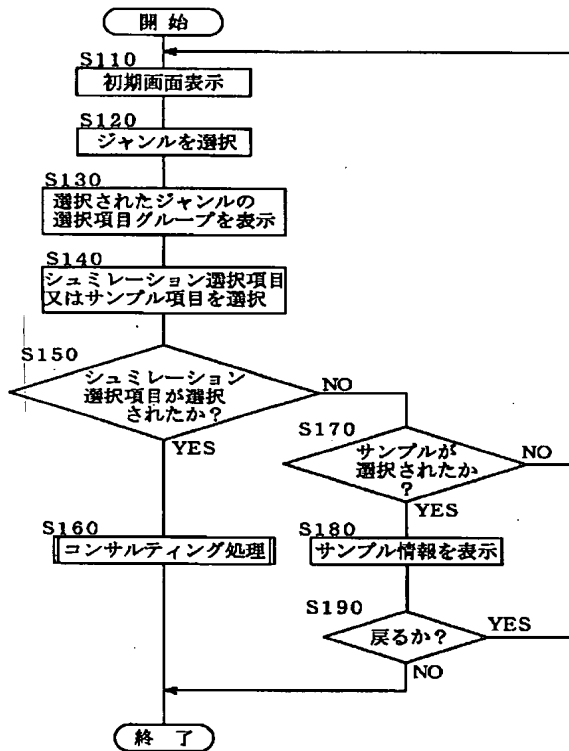 開始
S110
初期画面表示
S120
ジャンルを選択
S130
選択されたジャンルの
選択項目グループを表示
S140
シュミレーション選択項目
又はサンプル項目を選択
S150
シュミレーション
選択項目が選択
されたか?
NO
YES
S170
サンプルが
選択されたか
?
NO
YES
S160
コンサルティング処理
S180
サンプル情報を表示
S190
戻るか?
YES
NO
終了